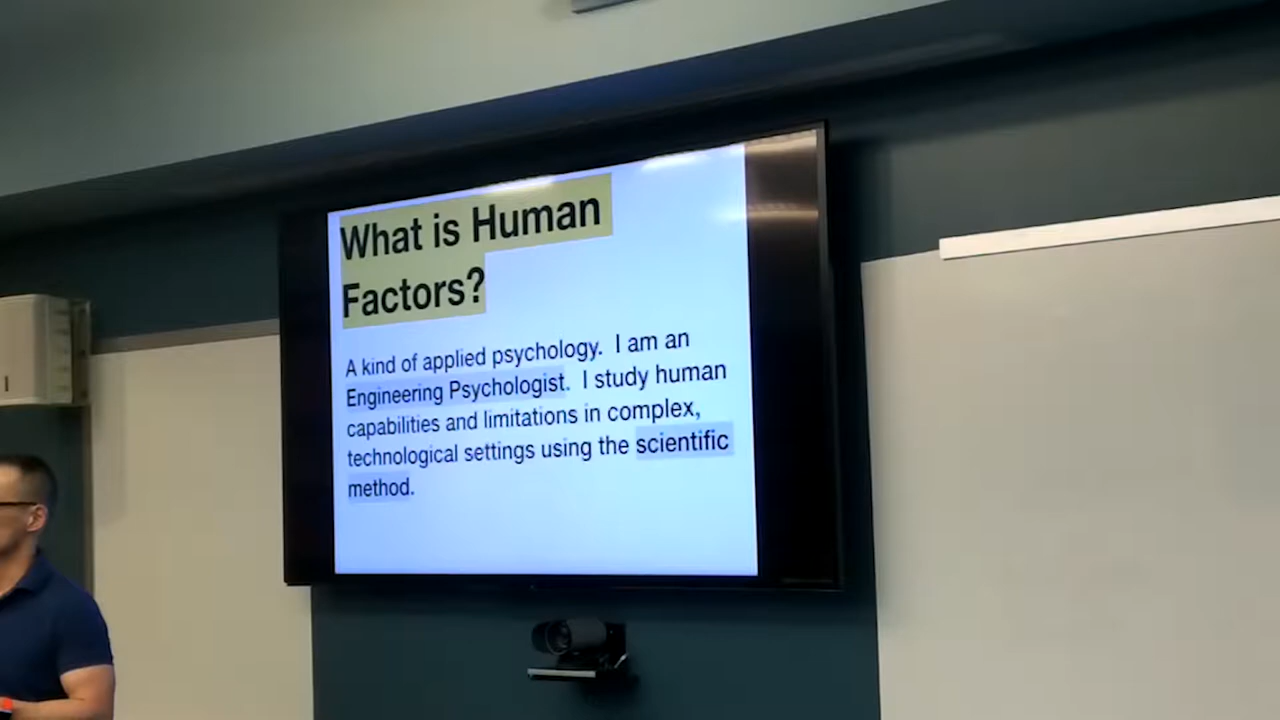 What is Human
Factors?
A kind of applied psychology. I am an
Engineering Psychologist. I study human
capabilities and limitations in complex,
technological settings using the scientific
method.